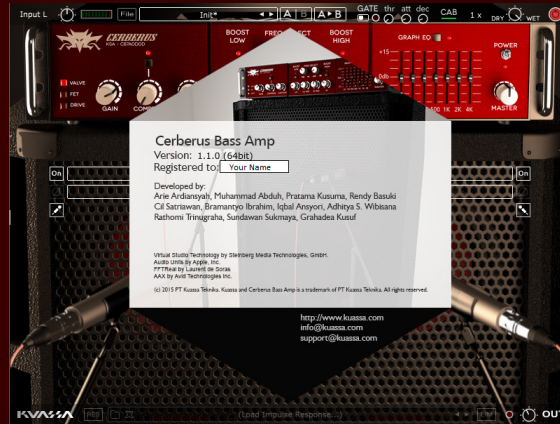 Input L
File
Init*
A B A▸B
GATE thr att dec
CAB
1 x
DRY WET
CERBERUS
KGA - CB740DDD
BOOST LOW
BOOST HIGH
GRAPH EQ
POWER
+15
0db
VALVE
FET
DRIVE
GAIN
500 1K 2K 4K
MASTER
On
On
Cerberus Bass Amp
Version: 1.1.0 (64bit)
Registered to: Your Name
Developed by:
Arie Ardiansyah, Muhammad Abduh, Pratama Kusuma, Rendy Basuki
Cil Satriawan, Bramantyo Ibrahim, Iqbal Ansyori, Adhitya S. Wibisana
Rathomi Trinugraha, Sundawan Sukmaya, Grahadea Kusuf
Virtual Studio Technology by Steinberg Media Technologies, GmbH.
Audio Units by Apple, Inc.
FFTReal by Laurent de Soras
AAX by Avid Technologies Inc.
(c) 2015 PT Kuassa Teknika. Kuassa and Cerberus Bass Amp is a trademark of PT Kuassa Teknika. All rights reserved.
http://www.kuassa.com
info@kuassa.com
support@kuassa.com
KVASSA
(Load Impulse Response...)
OUT